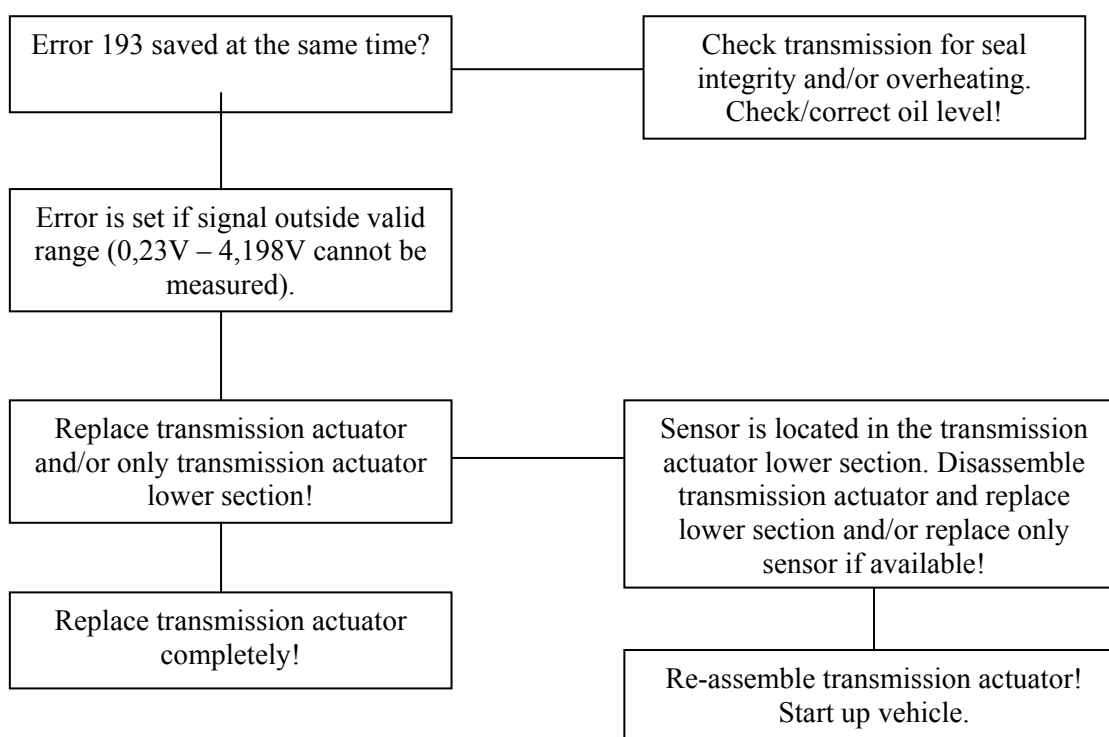 Error 193 saved at the same time?
Check transmission for seal
integrity and/or overheating.
Check/correct oil level!
Error is set if signal outside valid
range (0,23V – 4,198V cannot be
measured).
Replace transmission actuator
and/or only transmission actuator
lower section!
Sensor is located in the transmission
actuator lower section. Disassemble
transmission actuator and replace
lower section and/or replace only
sensor if available!
Replace transmission actuator
completely!
Re-assemble transmission actuator!
Start up vehicle.